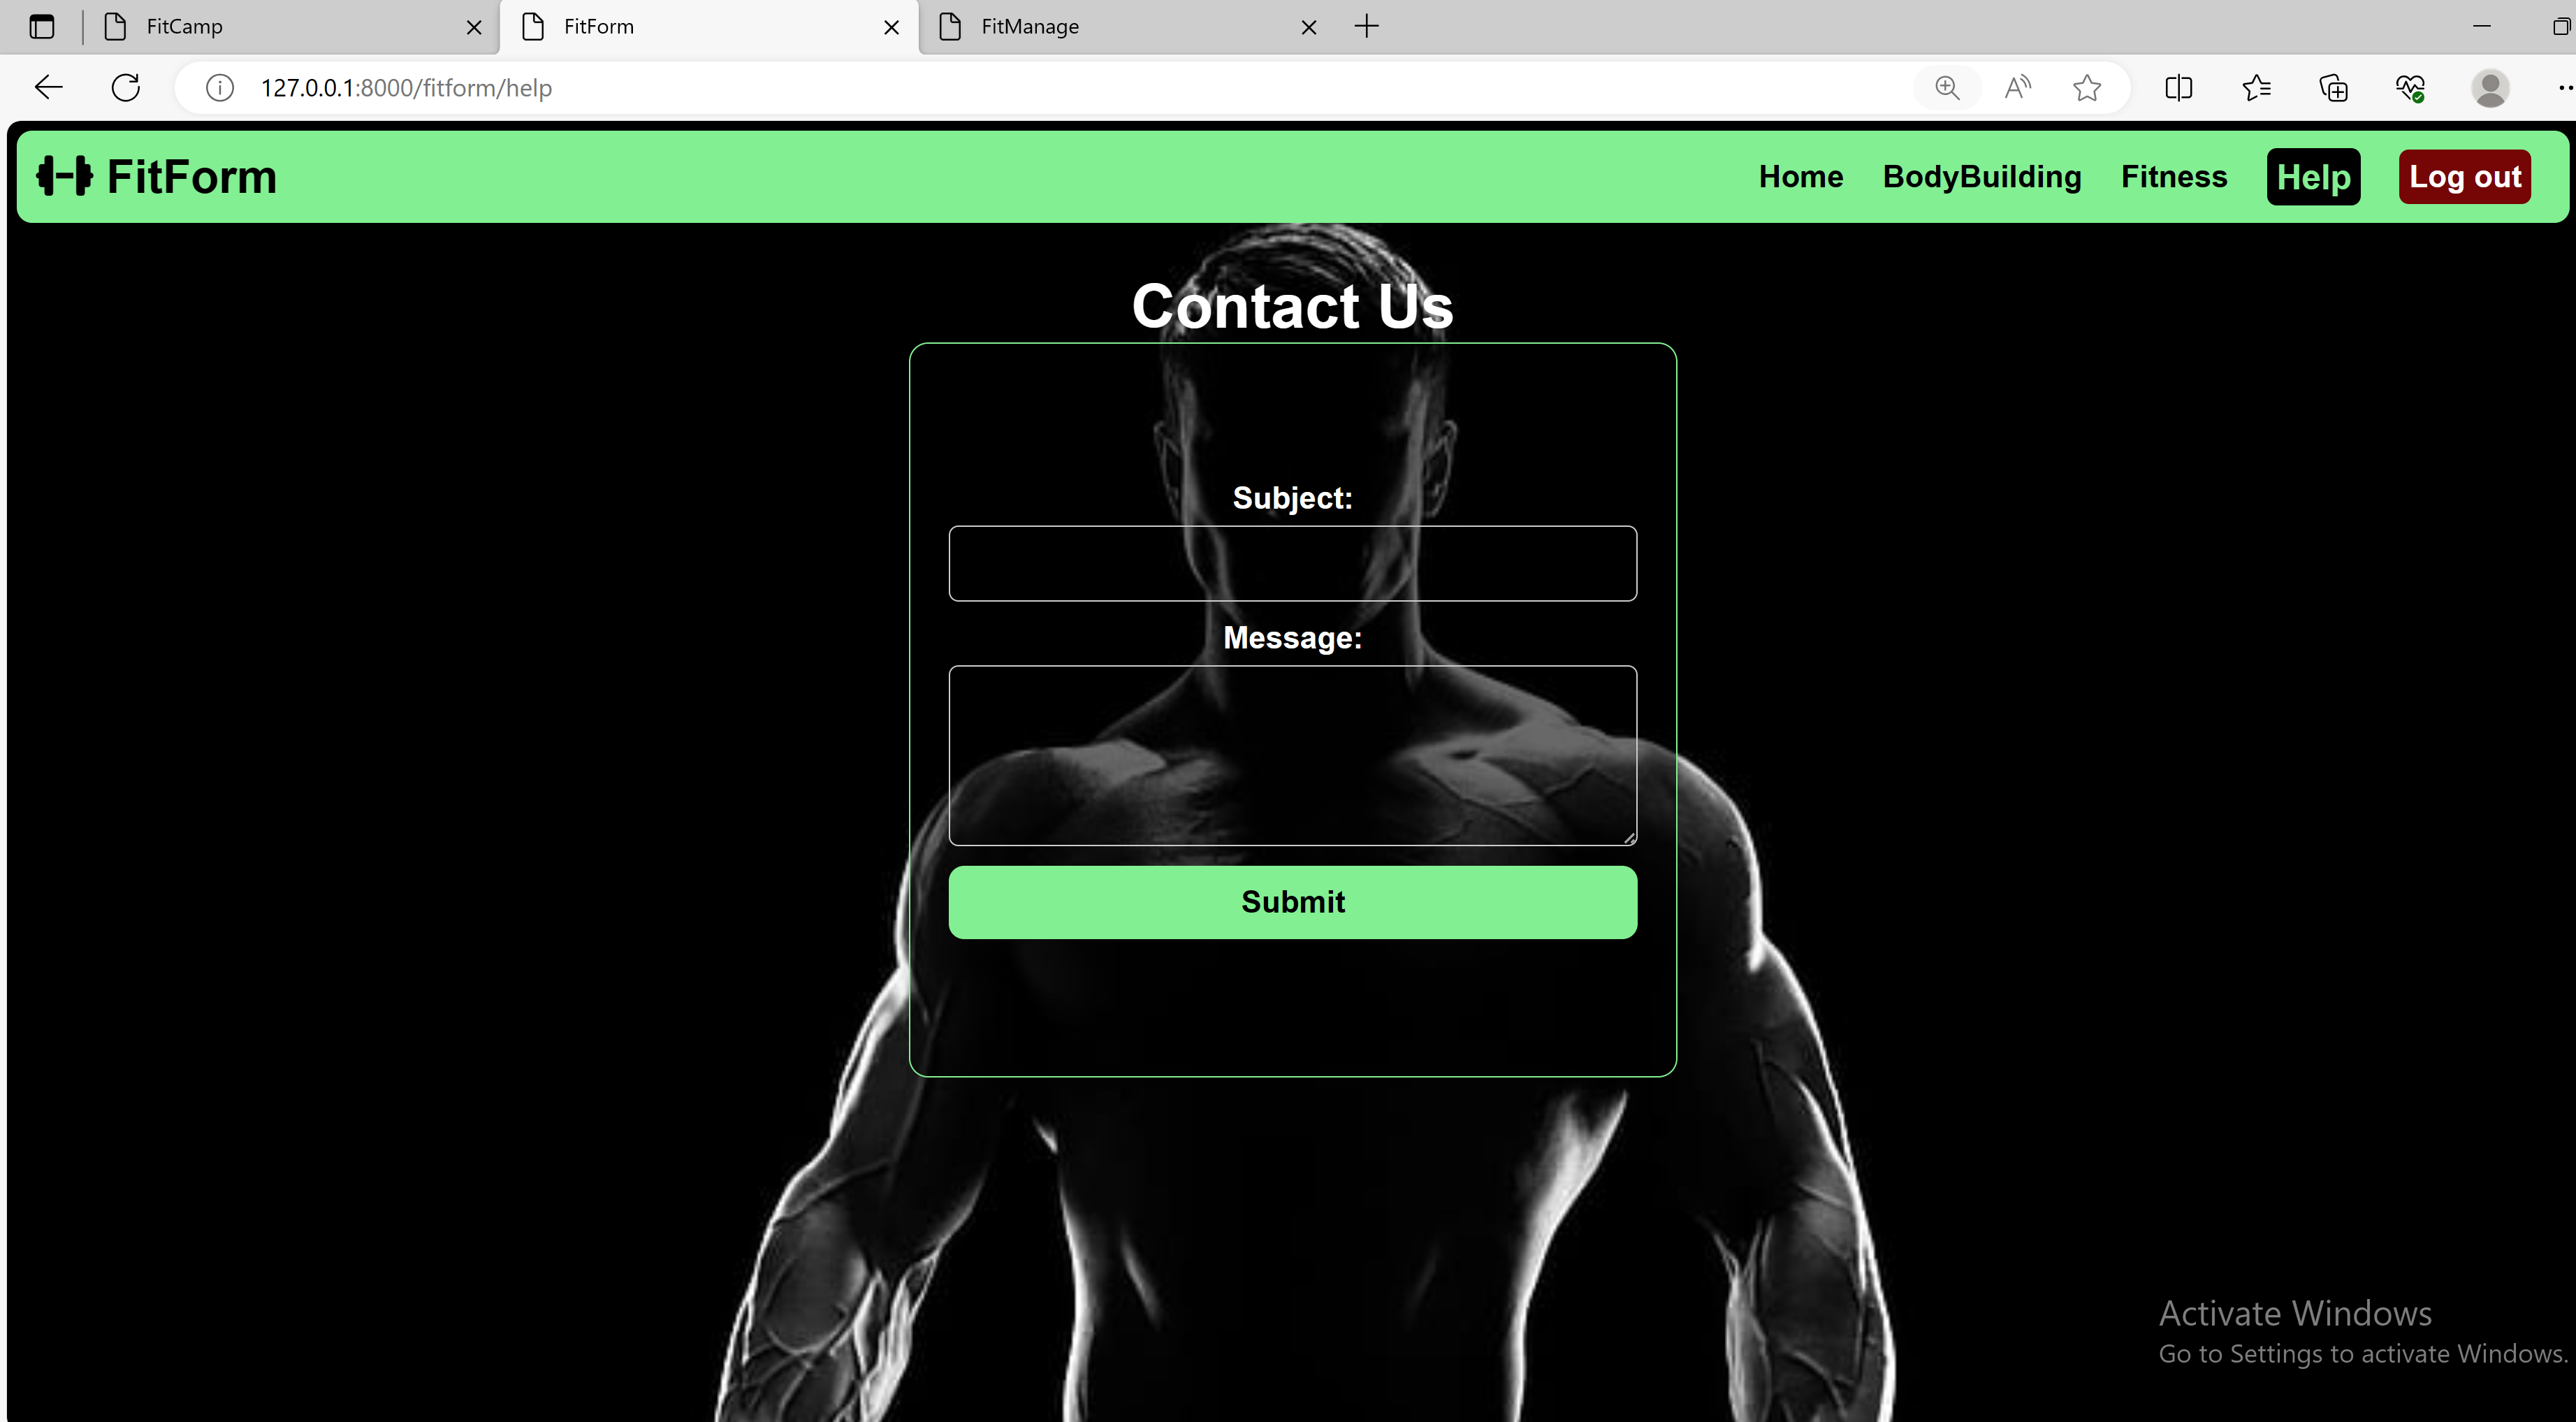 FitCamp
FitForm
FitManage
127.0.0.1:8000/fitform/help
FitForm
Home
BodyBuilding
Fitness
Help
Log out
Contact Us
Subject:
Message:
Submit
Activate Windows
Go to Settings to activate Windows.